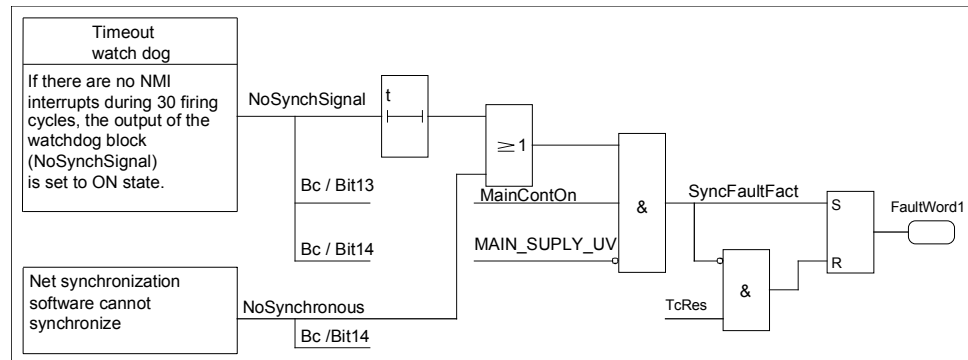 Timeout
watch dog
If there are no NMI
interrupts during 30 firing
cycles, the output of the
watchdog block
(NoSynchSignal)
is set to ON state.
NoSynchSignal
t
≥ 1
Bc / Bit13
Bc / Bit14
MainContOn
MAIN_SUPLY_UV
&
SyncFaultFact
S
R
FaultWord1
&
TcRes
Net synchronization
software cannot
synchronize
NoSynchronous
Bc /Bit14